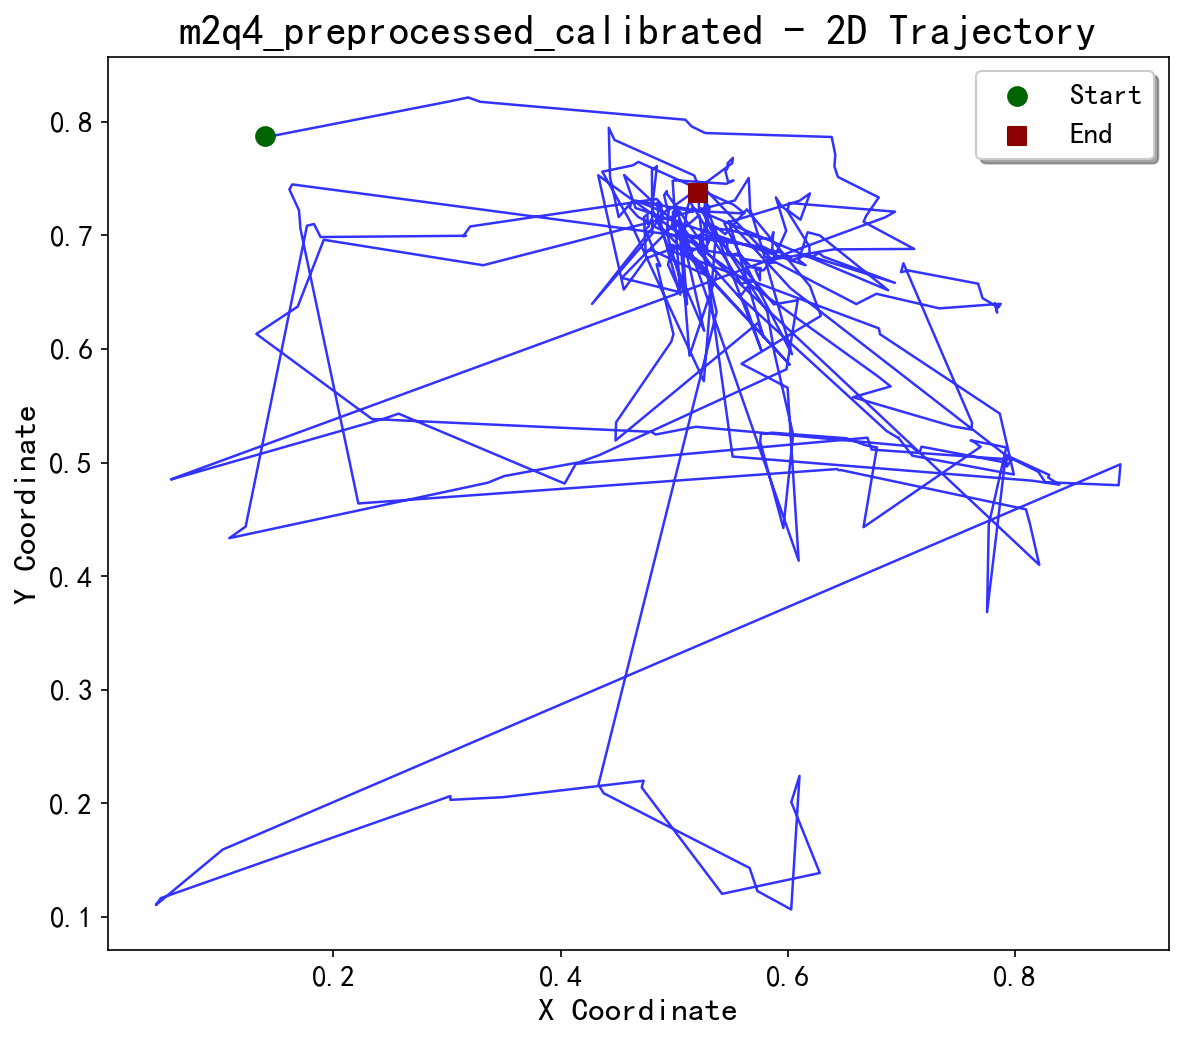 m2q4_preprocessed_calibrated - 2D Trajectory
Start
End
0.8
0.7
0.6
0.5
0.4
0.3
0.2
0.1
Y Coordinate
0.2 0.4 0.6 0.8
X Coordinate